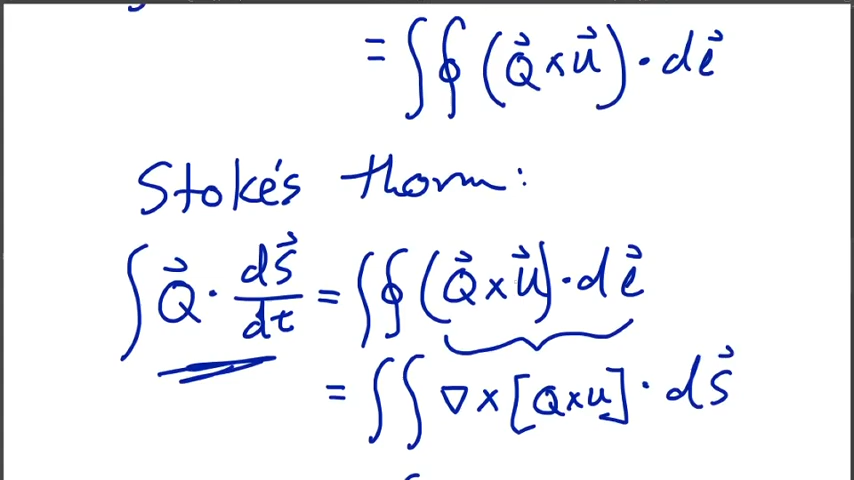 = ∫∮ (Q⃗ × u⃗) · dℓ⃗
Stoke's thorm:
∫ Q⃗ · dS⃗/dt = ∫∮ (Q⃗ × u⃗) · dℓ⃗
= ∫∫ ∇ × [Q × u] · dS⃗